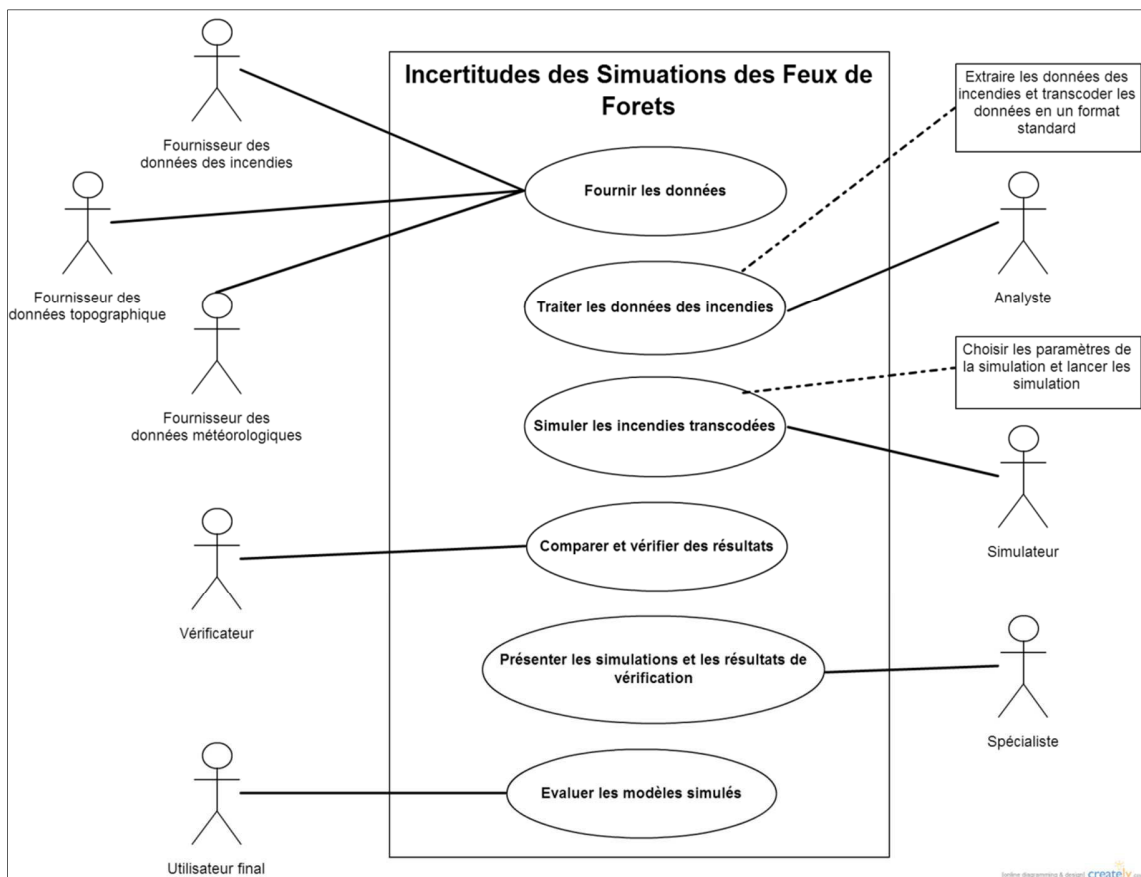 Incertitudes des Simuations des Feux de
Forets
Fournisseur des
données des incendies
Fournisseur des
données topographique
Fournisseur des
données météorologiques
Vérificateur
Utilisateur final
Fournir les données
Traiter les données des incendies
Simuler les incendies transcodées
Comparer et vérifier des résultats
Présenter les simulations et les résultats de
vérification
Evaluer les modèles simulés
Extraire les données des
incendies et transcoder les
données en un format
standard
Analyste
Choisir les paramètres de
la simulation et lancer les
simulation
Simulateur
Spécialiste
[online diagramming & design] creately